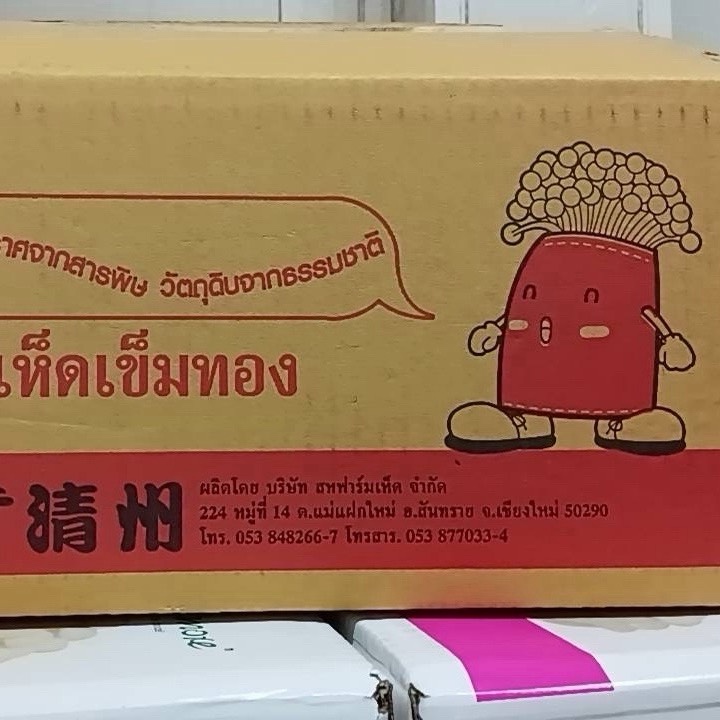 าศจากสารพิษ วัตถุดิบจากธรรมชาติ
เห็ดเข็มทอง
清州
ผลิตโดย บริษัท สหฟาร์มเห็ด จำกัด
224 หมู่ที่ 14 ต.แม่แฝกใหม่ อ.สันทราย จ.เชียงใหม่ 50290
โทร. 053 848266-7 โทรสาร. 053 877033-4